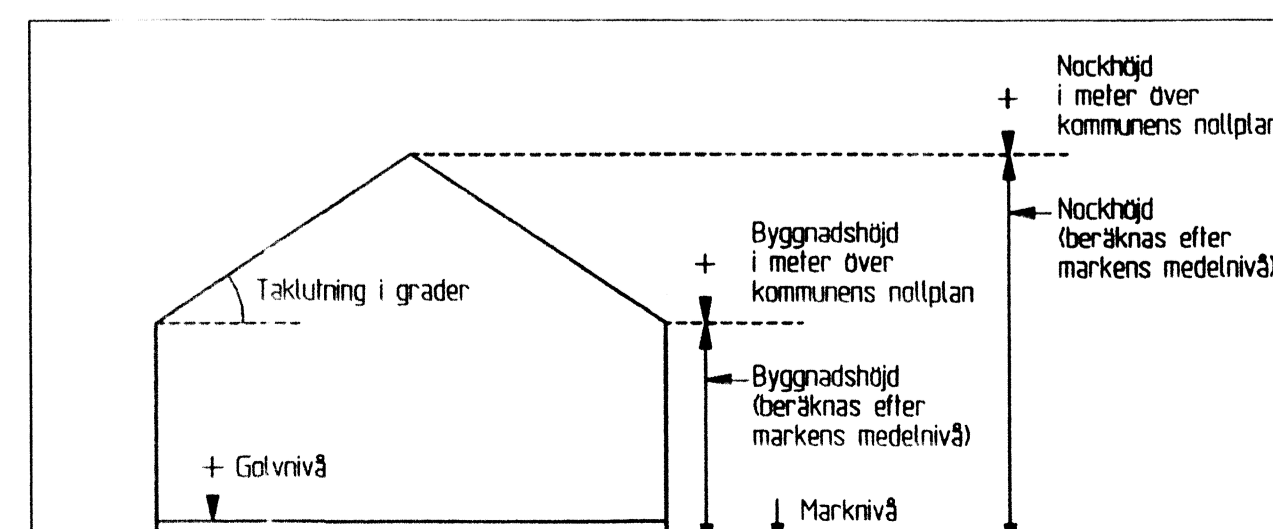 Nockhöjd
+ i meter över
kommunens nollplan
Nockhöjd
(beräknas efter
markens medelnivå)
Byggnadshöjd
+ i meter över
kommunens nollplan
Taklutning i grader
Byggnadshöjd
(beräknas efter
markens medelnivå)
+ Golvnivå
Marknivå